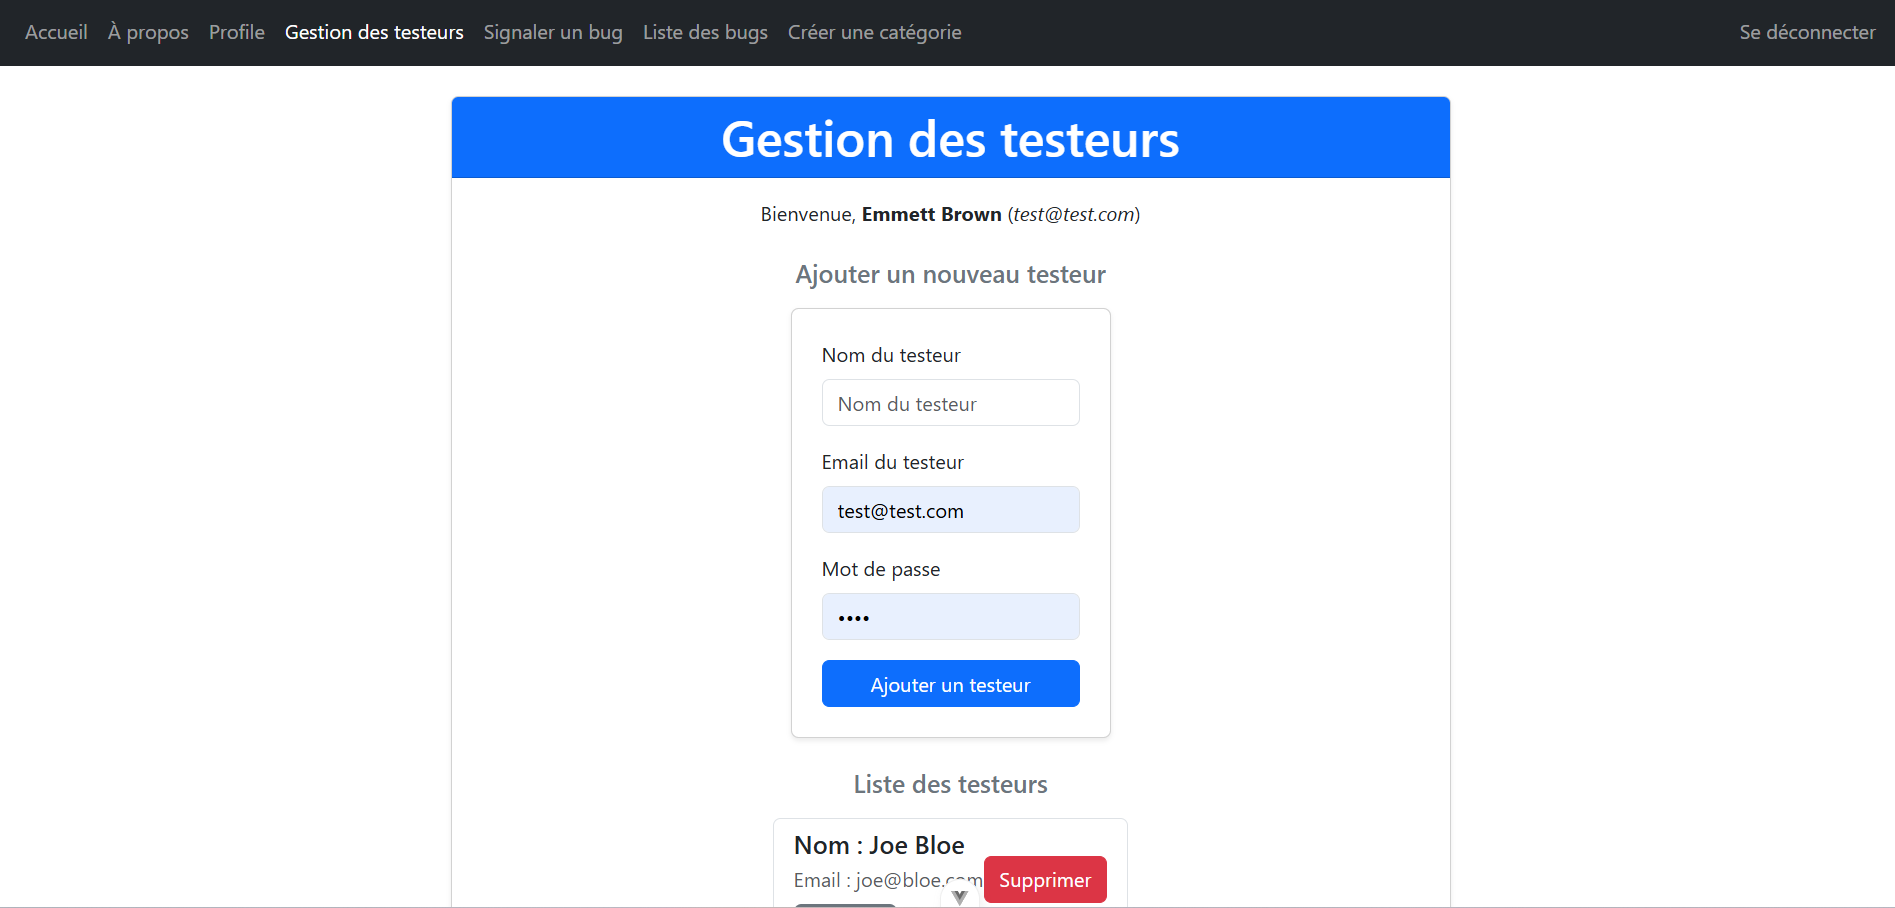 Accueil À propos Profile Gestion des testeurs Signaler un bug Liste des bugs Créer une catégorie Se déconnecter
Gestion des testeurs
Bienvenue, Emmett Brown (test@test.com)
Ajouter un nouveau testeur
Nom du testeur
Nom du testeur
Email du testeur
test@test.com
Mot de passe
••••
Ajouter un testeur
Liste des testeurs
Nom : Joe Bloe
Email : joe@bloe.com Supprimer